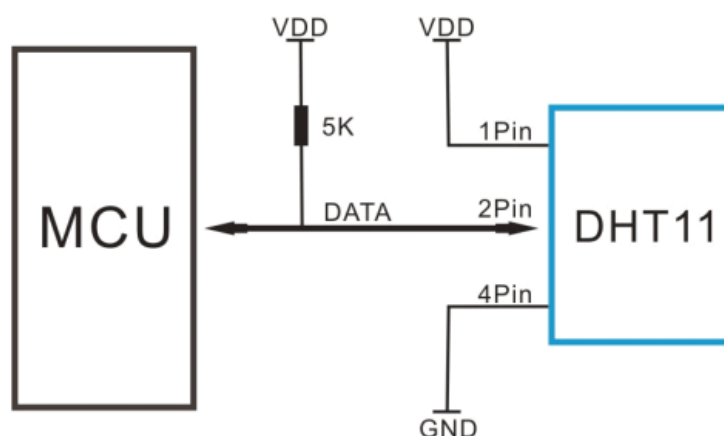 VDD
VDD
5K
1Pin
MCU
DATA
2Pin
DHT11
4Pin
GND